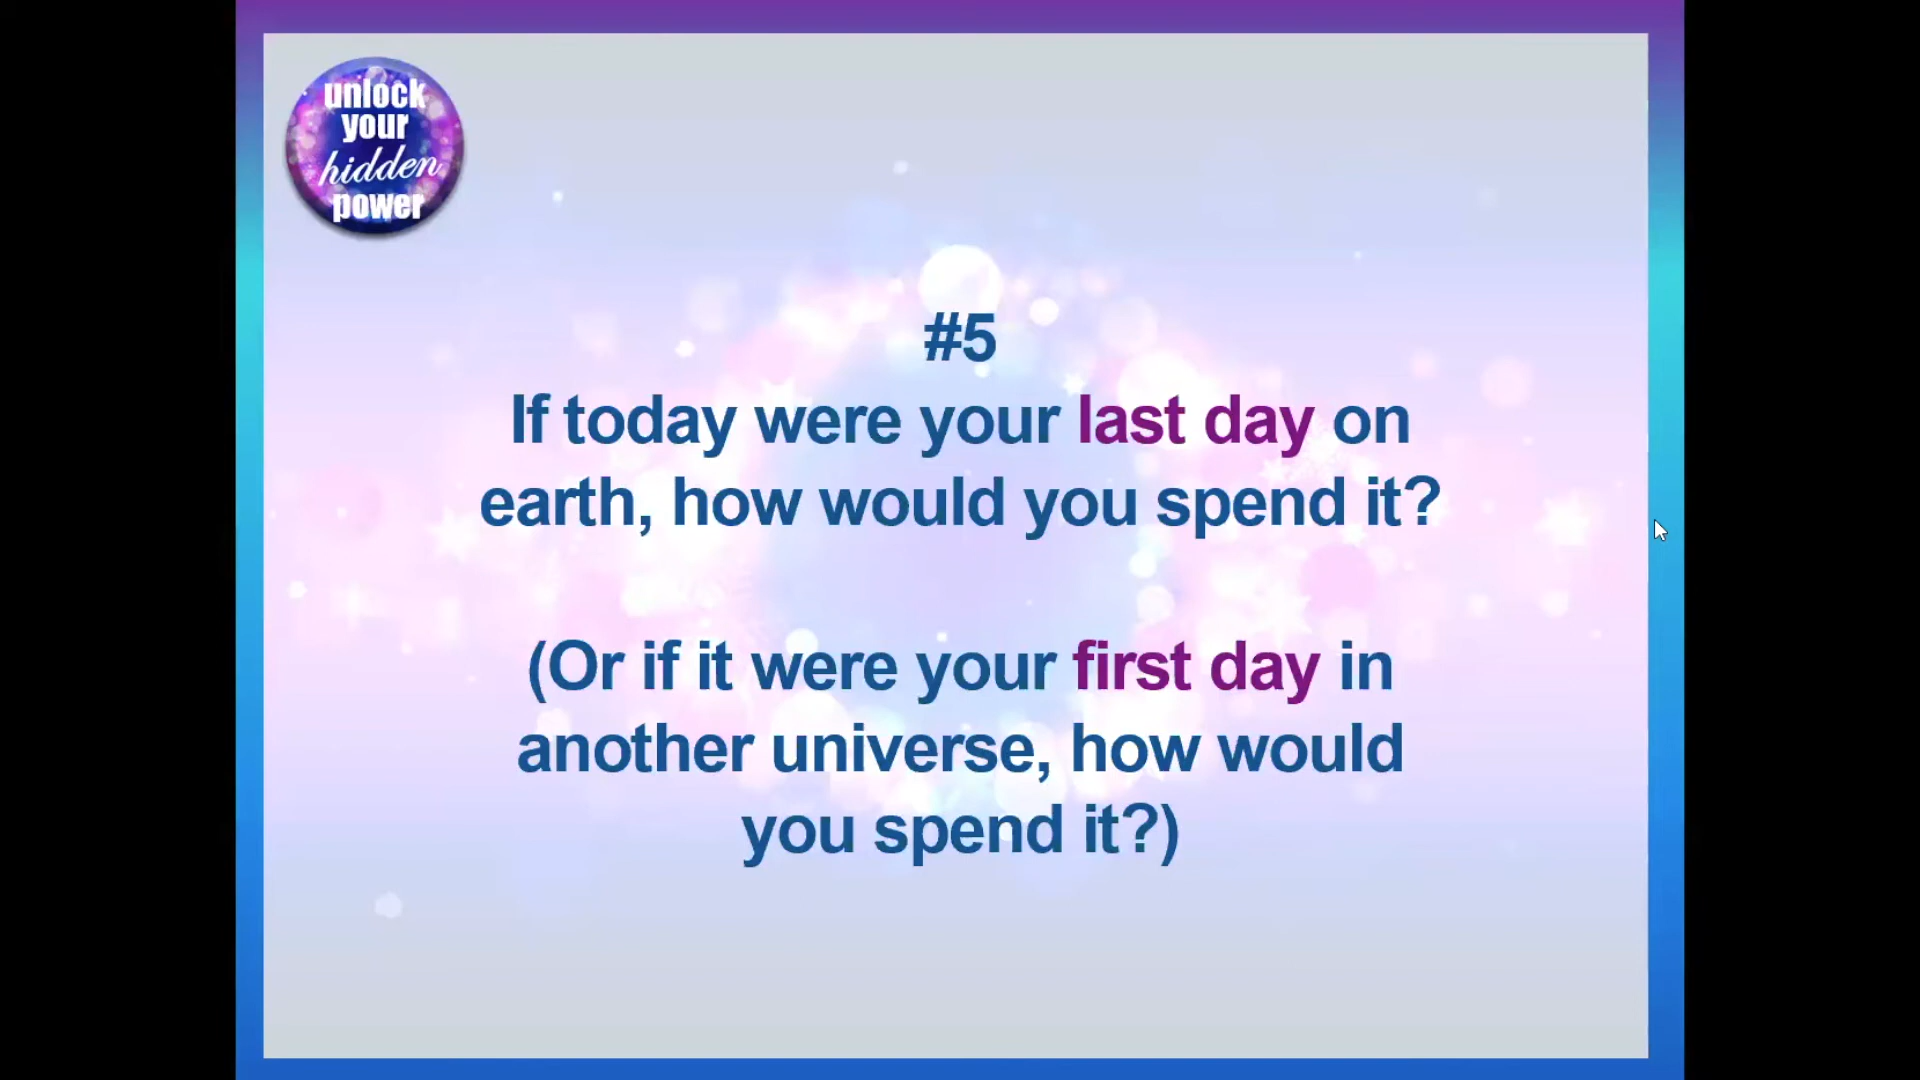 unlock
your
hidden
power
#5
If today were your last day on
earth, how would you spend it?
(Or if it were your first day in
another universe, how would
you spend it?)